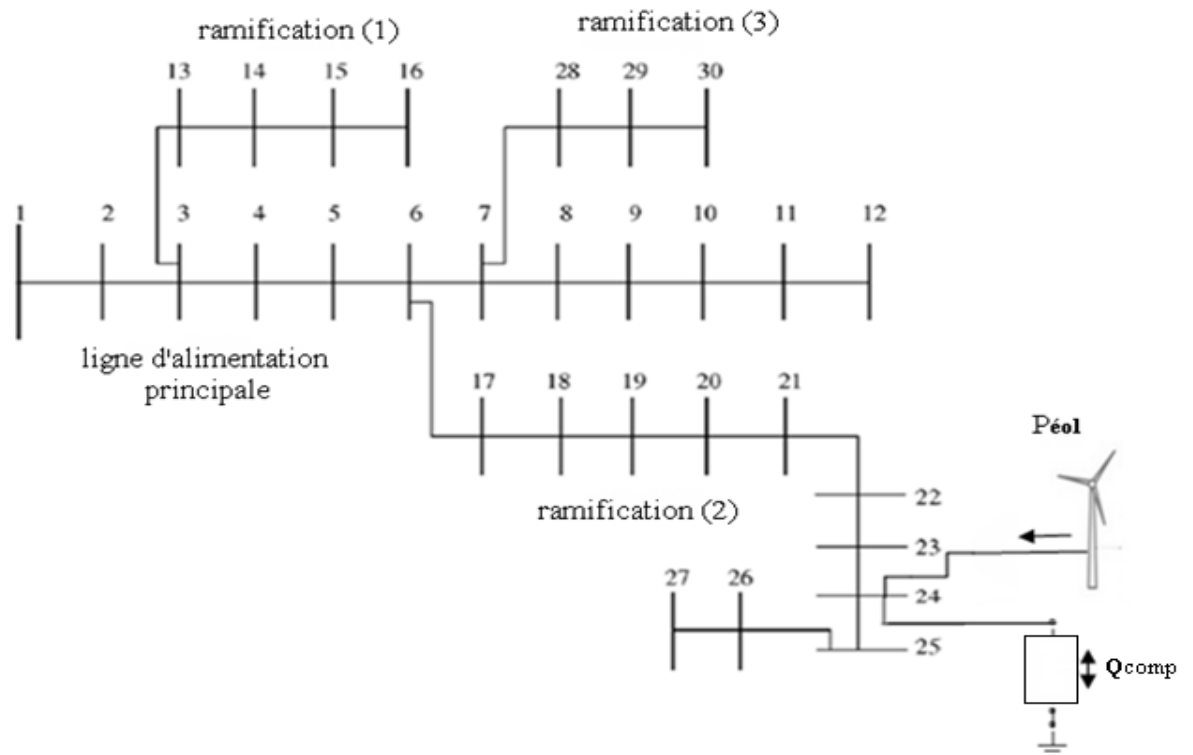 ramification (1)
ramification (3)
13 14 15 16
28 29 30
1 2 3 4 5 6 7 8 9 10 11 12
ligne d'alimentation
principale
17 18 19 20 21
Péol
ramification (2)
22
23
24
27 26
25
Qcomp